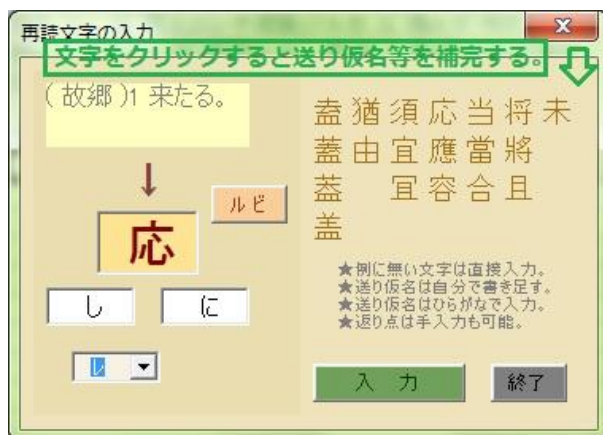 再読文字の入力
文字をクリックすると送り仮名等を補完する。
(故郷)1 来たる。
↓
ルビ
応
し に
レ
盍 猶 須 応 当 将 未
蓋 由 宜 應 當 將
葢 冝 容 合 且
盖
★例に無い文字は直接入力。
★送り仮名は自分で書き足す。
★送り仮名はひらがなで入力。
★返り点は手入力も可能。
入 力 終了